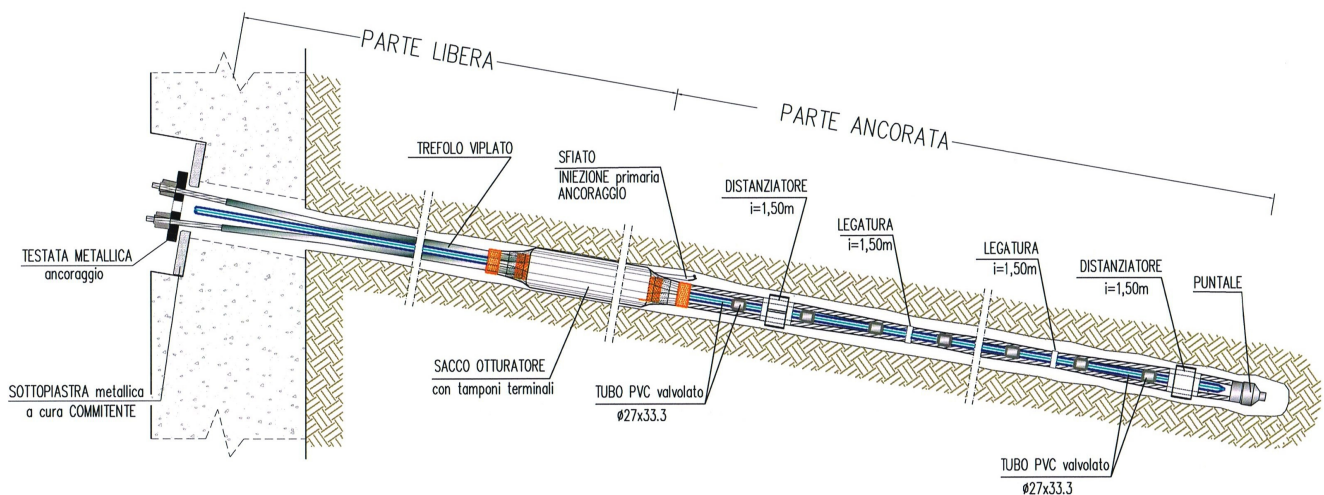 PARTE LIBERA
PARTE ANCORATA
TREFOLO VIPLATO
SFIATO
INIEZIONE primaria
ANCORAGGIO
DISTANZIATORE
i=1,50m
LEGATURA
i=1,50m
LEGATURA
i=1,50m
DISTANZIATORE
i=1,50m
PUNTALE
TESTATA METALLICA
ancoraggio
SOTTOPIASTRA metallica
a cura COMMITENTE
SACCO OTTURATORE
con tamponi terminali
TUBO PVC valvolato
ø27x33.3
TUBO PVC valvolato
ø27x33.3